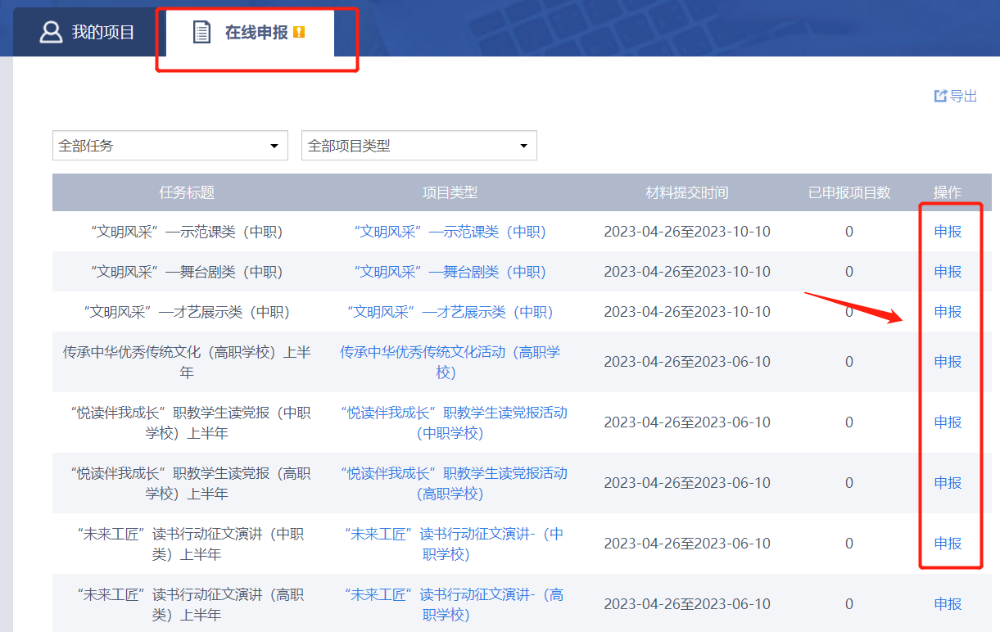 我的项目
在线申报
导出
全部任务 全部项目类型
任务标题 项目类型 材料提交时间 已申报项目数 操作
“文明风采”—示范课类（中职） “文明风采”—示范课类（中职） 2023-04-26至2023-10-10 0 申报
“文明风采”—舞台剧类（中职） “文明风采”—舞台剧类（中职） 2023-04-26至2023-10-10 0 申报
“文明风采”—才艺展示类（中职） “文明风采”—才艺展示类（中职） 2023-04-26至2023-10-10 0 申报
传承中华优秀传统文化（高职学校）上半
年
传承中华优秀传统文化活动（高职学
校）
2023-04-26至2023-06-10 0 申报
“悦读伴我成长”职教学生读党报（中职
学校）上半年
“悦读伴我成长”职教学生读党报活动
（中职学校）
2023-04-26至2023-06-10 0 申报
“悦读伴我成长”职教学生读党报（高职
学校）上半年
“悦读伴我成长”职教学生读党报活动
（高职学校）
2023-04-26至2023-06-10 0 申报
“未来工匠”读书行动征文演讲（中职
类）上半年
“未来工匠”读书行动征文演讲-（中
职学校）
2023-04-26至2023-06-10 0 申报
“未来工匠”读书行动征文演讲（高职
类）上半年
“未来工匠”读书行动征文演讲-（高
职学校）
2023-04-26至2023-06-10 0 申报